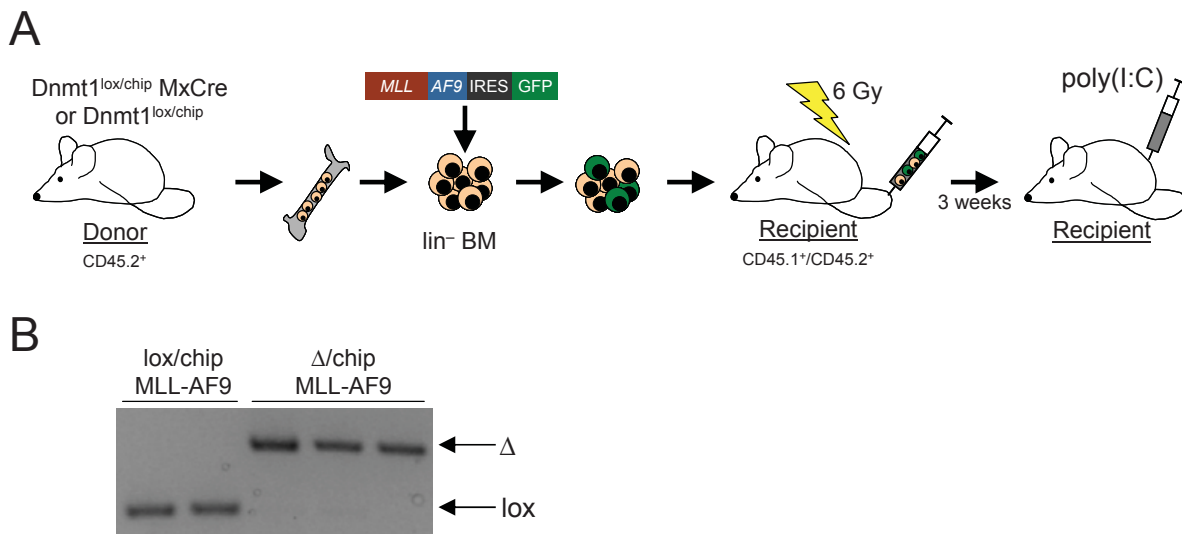 A
Dnmt1lox/chip MxCre
or Dnmt1lox/chip
Donor
CD45.2+
MLL AF9 IRES GFP
lin– BM
6 Gy
Recipient
CD45.1+/CD45.2+
3 weeks
poly(I:C)
Recipient
B
lox/chip
MLL-AF9
Δ/chip
MLL-AF9
Δ
lox